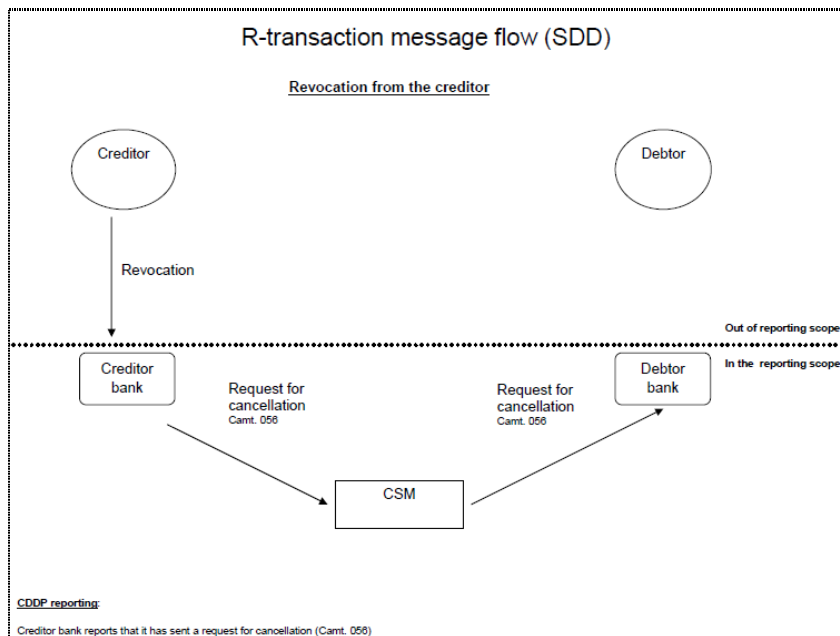 R-transaction message flow (SDD)
Revocation from the creditor
Creditor
Debtor
Revocation
Out of reporting scope
In the  reporting scope
Creditor
bank
Request for
cancellation
Camt. 056
Request for
cancellation
Camt. 056
Debtor
bank
CSM
CDDP reporting:
Creditor bank reports that it has sent a request for cancellation (Camt. 056)